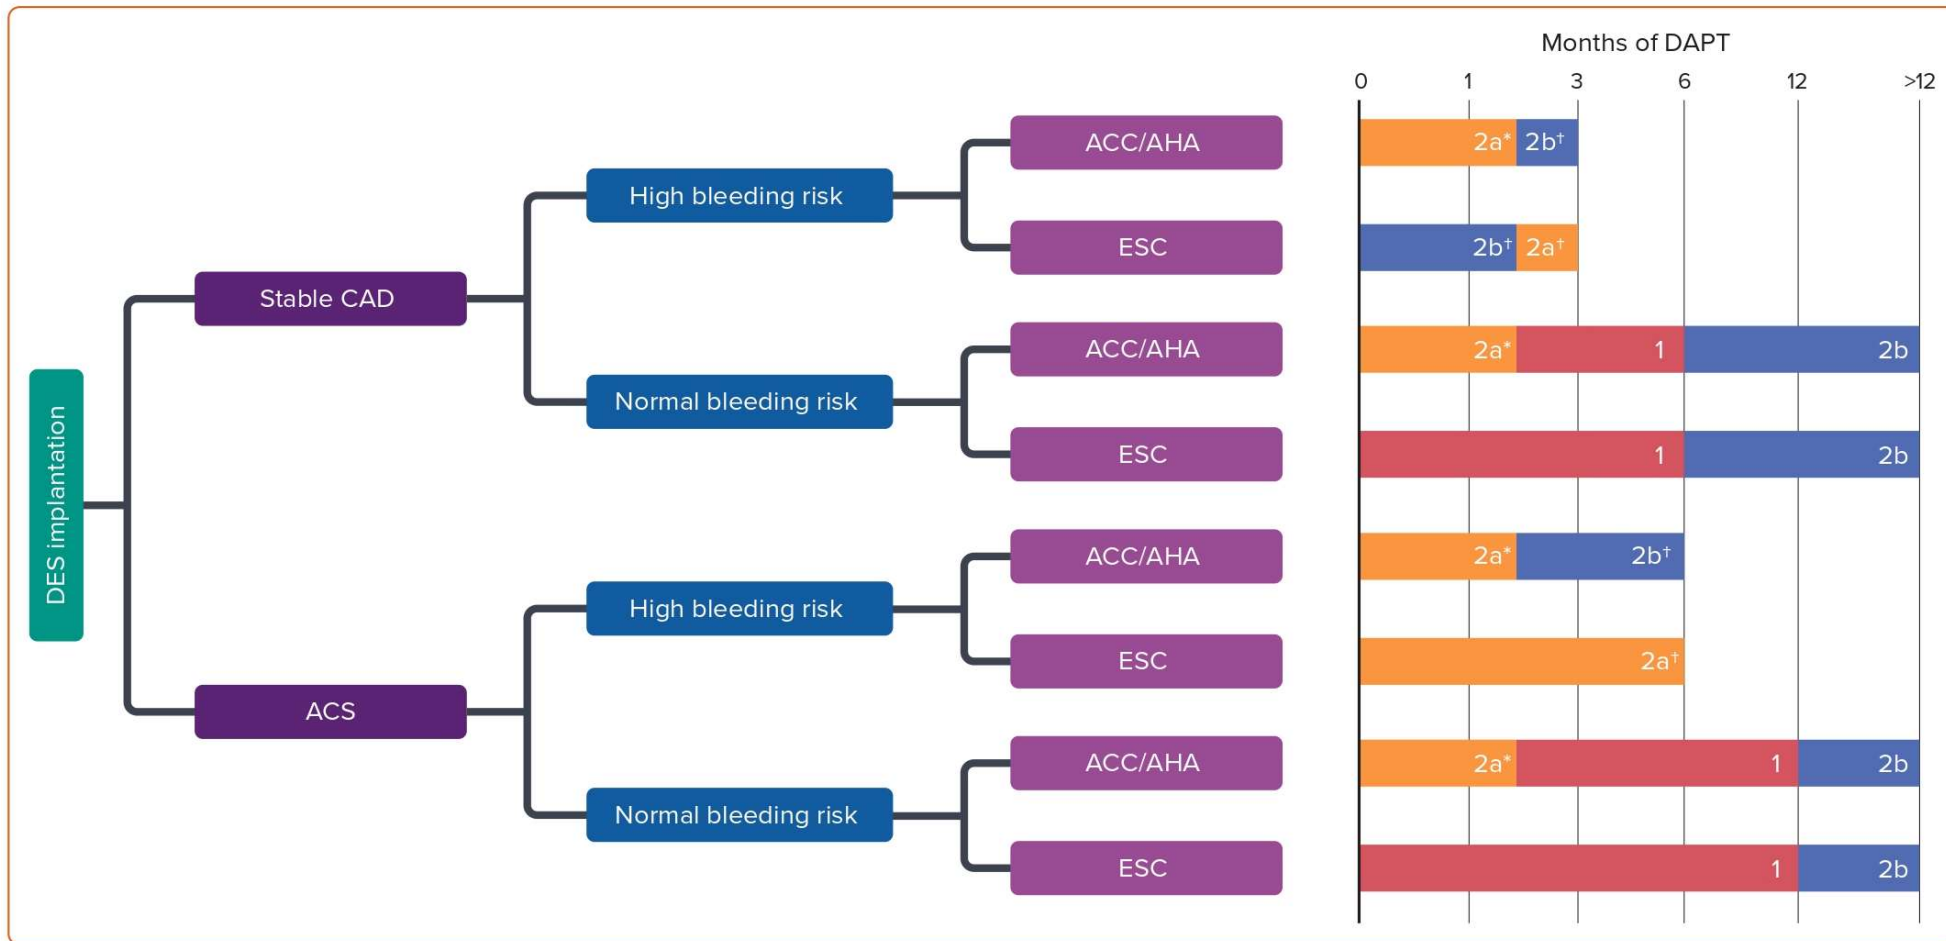 Months of DAPT
0 1 3 6 12 >12
ACC/AHA
2a* 2b†
High bleeding risk
ESC
2b† 2a†
Stable CAD
ACC/AHA
2a* 1 2b
Normal bleeding risk
ESC
1 2b
DES implantation
ACC/AHA
2a* 2b†
High bleeding risk
ESC
2a†
ACS
ACC/AHA
2a* 1 2b
Normal bleeding risk
ESC
1 2b